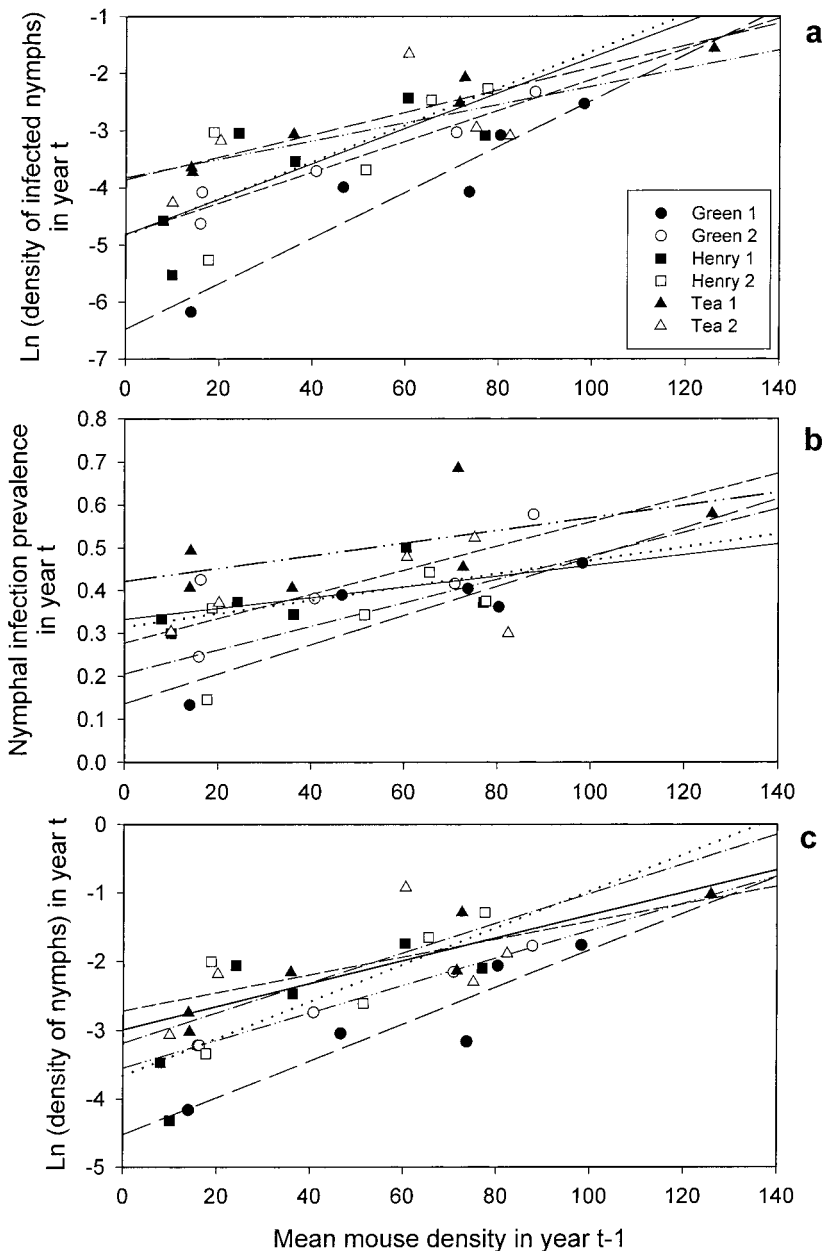 a
Ln (density of infected nymphs)
in year t
-1
-2
-3
-4
-5
-6
-7
0 20 40 60 80 100 120 140
Green 1
Green 2
Henry 1
Henry 2
Tea 1
Tea 2
b
Nymphal infection prevalence
in year t
0.8
0.7
0.6
0.5
0.4
0.3
0.2
0.1
0.0
0 20 40 60 80 100 120 140
c
Ln (density of nymphs) in year t
0
-1
-2
-3
-4
-5
0 20 40 60 80 100 120 140
Mean mouse density in year t-1